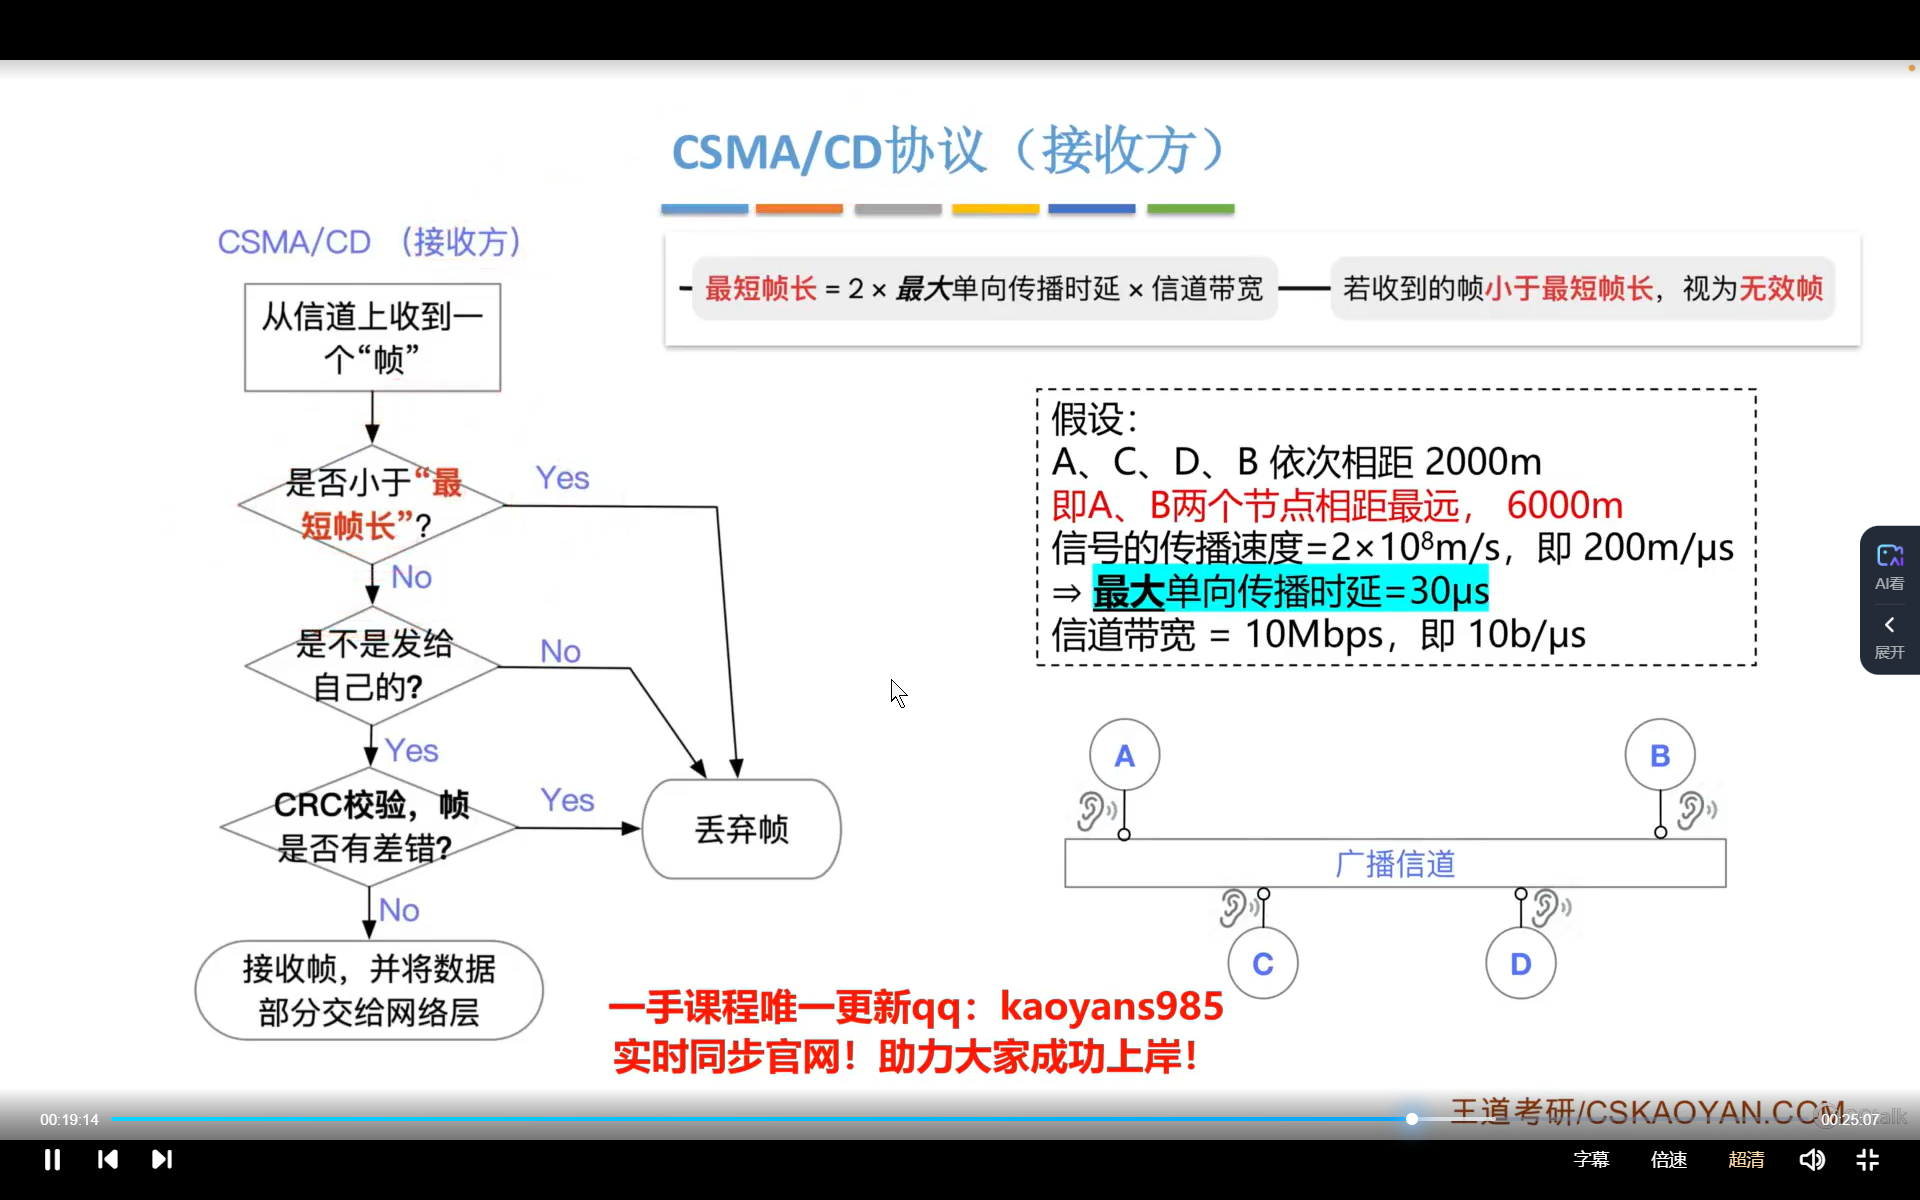 CSMA/CD协议（接收方）
CSMA/CD （接收方）
最短帧长 = 2 × 最大单向传播时延 × 信道带宽
若收到的帧小于最短帧长，视为无效帧
从信道上收到一
个“帧”
是否小于“最
短帧长”?
Yes
No
是不是发给
自己的?
No
Yes
CRC校验，帧
是否有差错?
Yes
No
丢弃帧
接收帧，并将数据
部分交给网络层
假设：
A、C、D、B 依次相距 2000m
即A、B两个节点相距最远， 6000m
信号的传播速度=2×10⁸m/s，即 200m/μs
⇒ 最大单向传播时延=30μs
信道带宽 = 10Mbps，即 10b/μs
A
B
广播信道
C
D
一手课程唯一更新qq：kaoyans985
实时同步官网！助力大家成功上岸！
AI看
展开
王道考研/CSKAOYAN.COM
00:19:14
00:25:07
字幕
倍速
超清